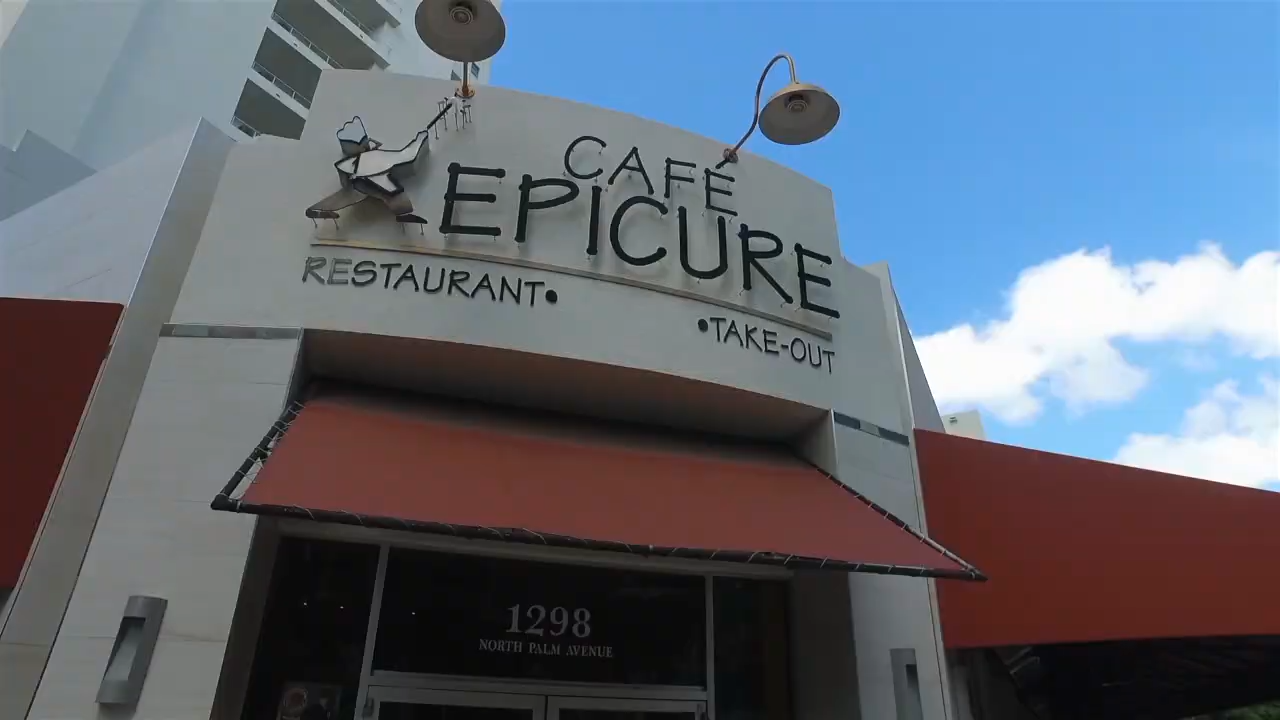 CAFÉ
EPICURE
RESTAURANT•
•TAKE-OUT
1298
NORTH PALM AVENUE